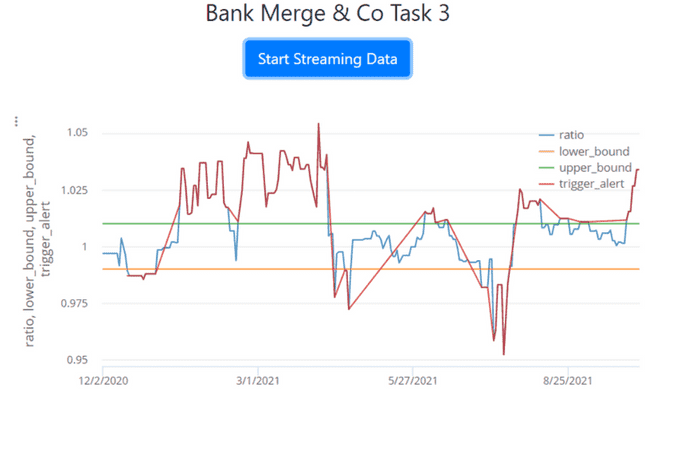 Bank Merge & Co Task 3
Start Streaming Data
ratio, lower_bound, upper_bound,
trigger_alert
1.05
1.025
1
0.975
0.95
12/2/2020
3/1/2021
5/27/2021
8/25/2021
ratio
lower_bound
upper_bound
trigger_alert